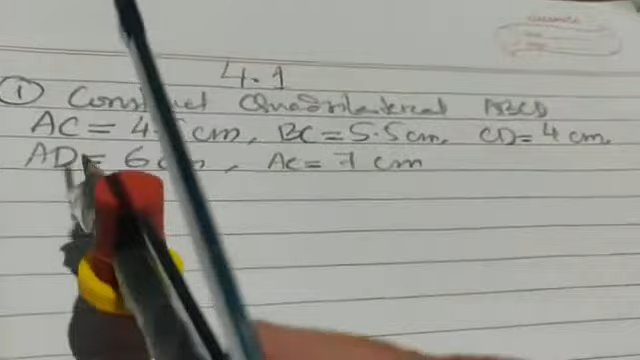 4.1
① Construct Quadrilateral ABCD
AC = 4.5 cm, BC = 5.5 cm, CD = 4 cm,
AD = 6 cm, AC = 7 cm